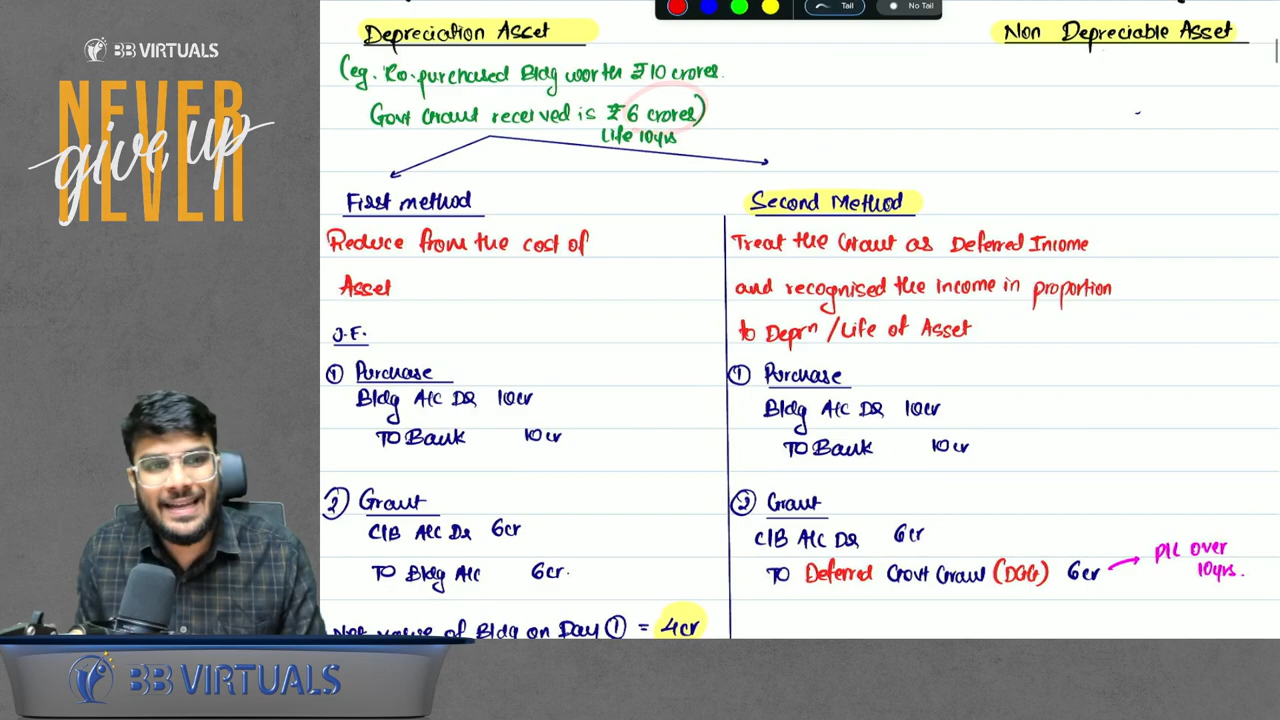 BB VIRTUALS
NEVER
give up
NEVER
Tail
No Tail
Depreciation Asset
Non Depreciable Asset
(eg. Co. purchased Bldg worth ₹10 crores.
Govt Grant received is ₹6 crores)
Life 10yrs
First method
Reduce from the cost of
Asset
J.E.
① Purchase
Bldg A/C DR 10cr
TO Bank 10cr
② Grant
C/B A/C DR 6cr
TO Bldg A/C 6cr.
Net value of Bldg on Day ① = 4cr
Second Method
Treat the Grant as Deferred Income
and recognised the income in proportion
to Deprn /Life of Asset
① Purchase
Bldg A/C DR 10cr
TO Bank 10cr
② Grant
C/B A/C DR 6cr
TO Deferred Govt Grant (DGG) 6cr
P/L over
10yrs.
BB VIRTUALS